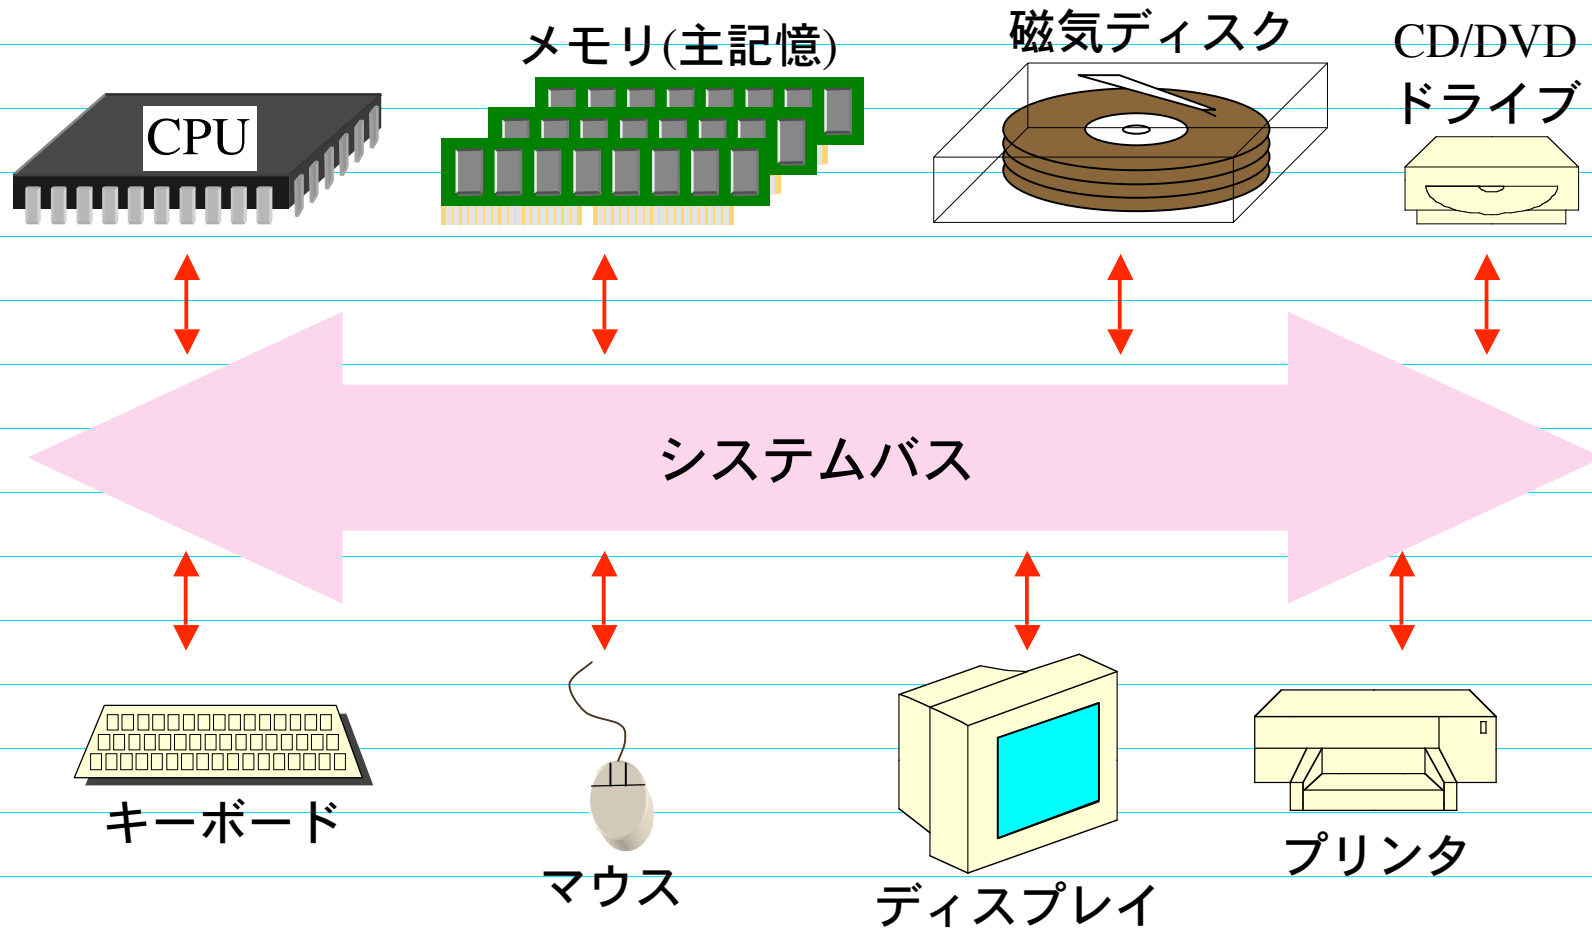 メモリ(主記憶)
磁気ディスク
CD/DVD
ドライブ
CPU
システムバス
キーボード
マウス
ディスプレイ
プリンタ